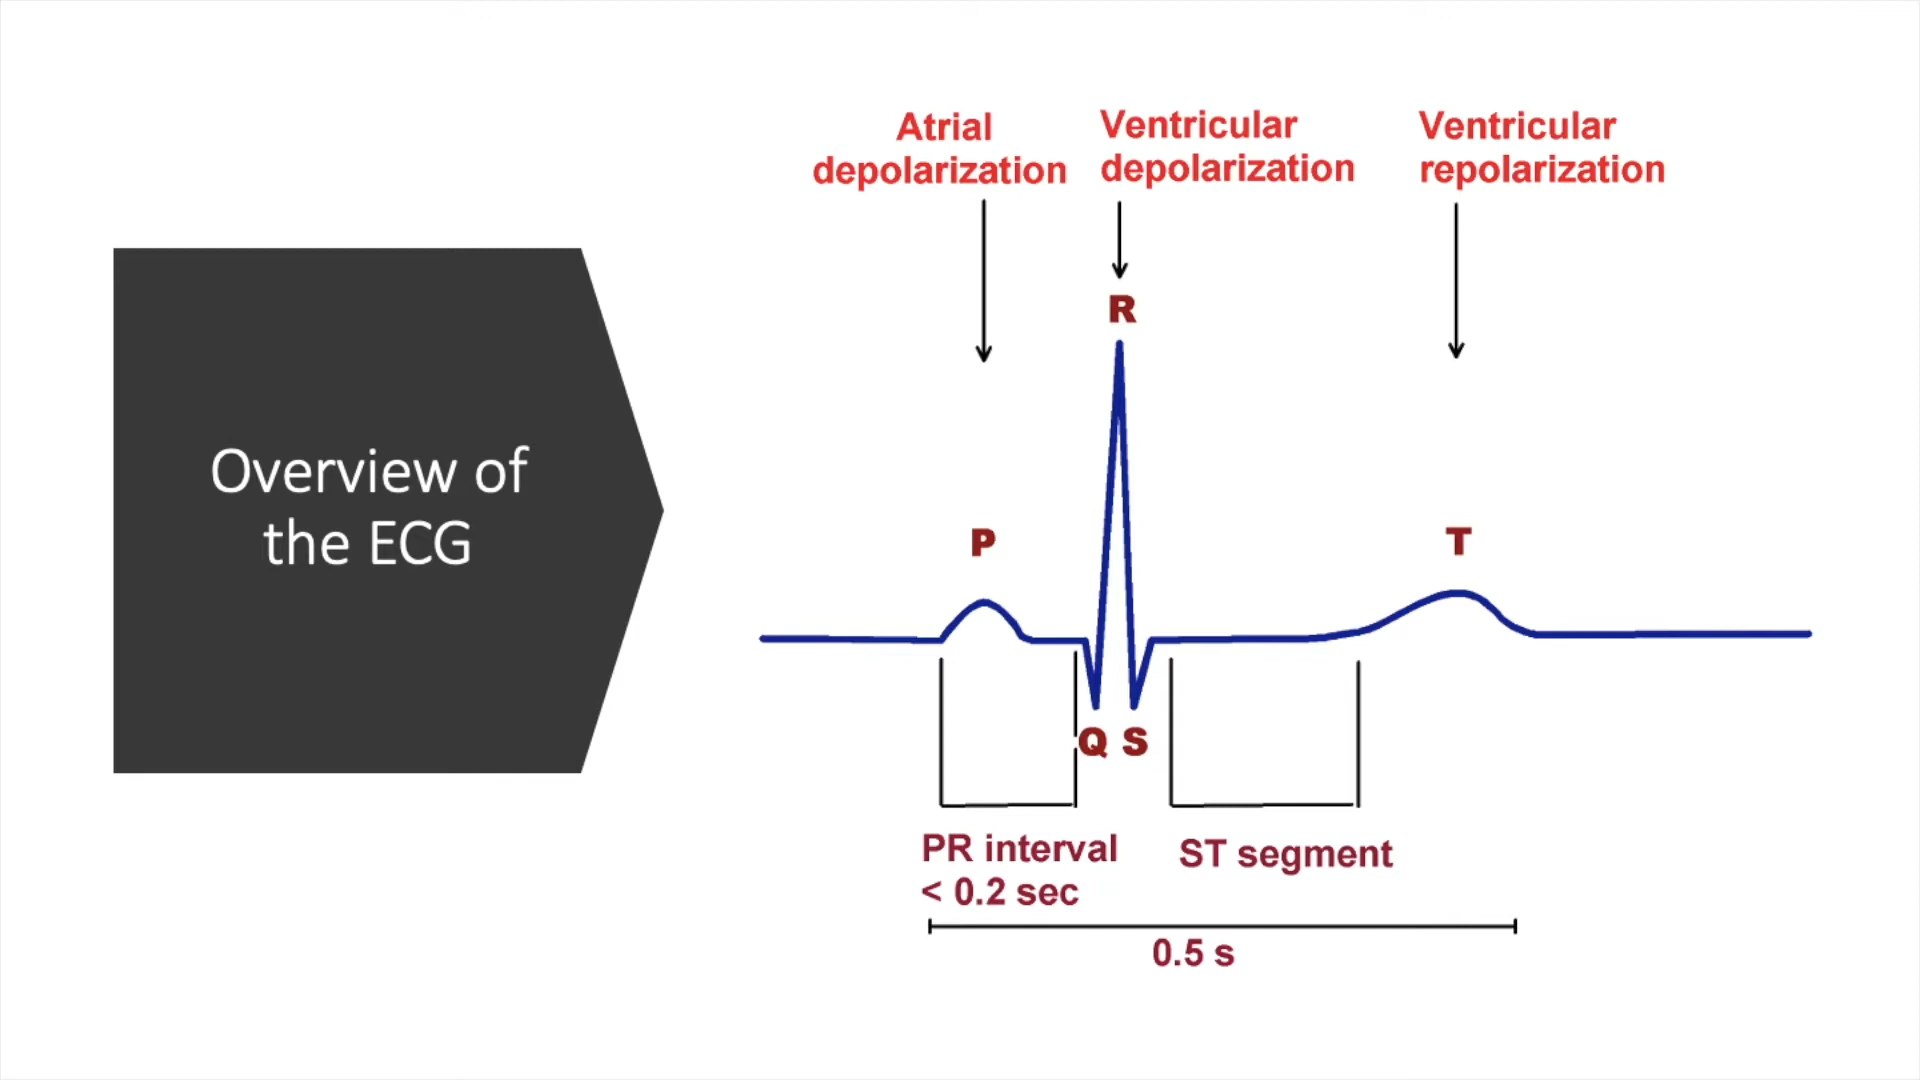 Overview of
the ECG
Atrial
depolarization
Ventricular
depolarization
Ventricular
repolarization
R
P
T
Q S
PR interval
< 0.2 sec
ST segment
0.5 s